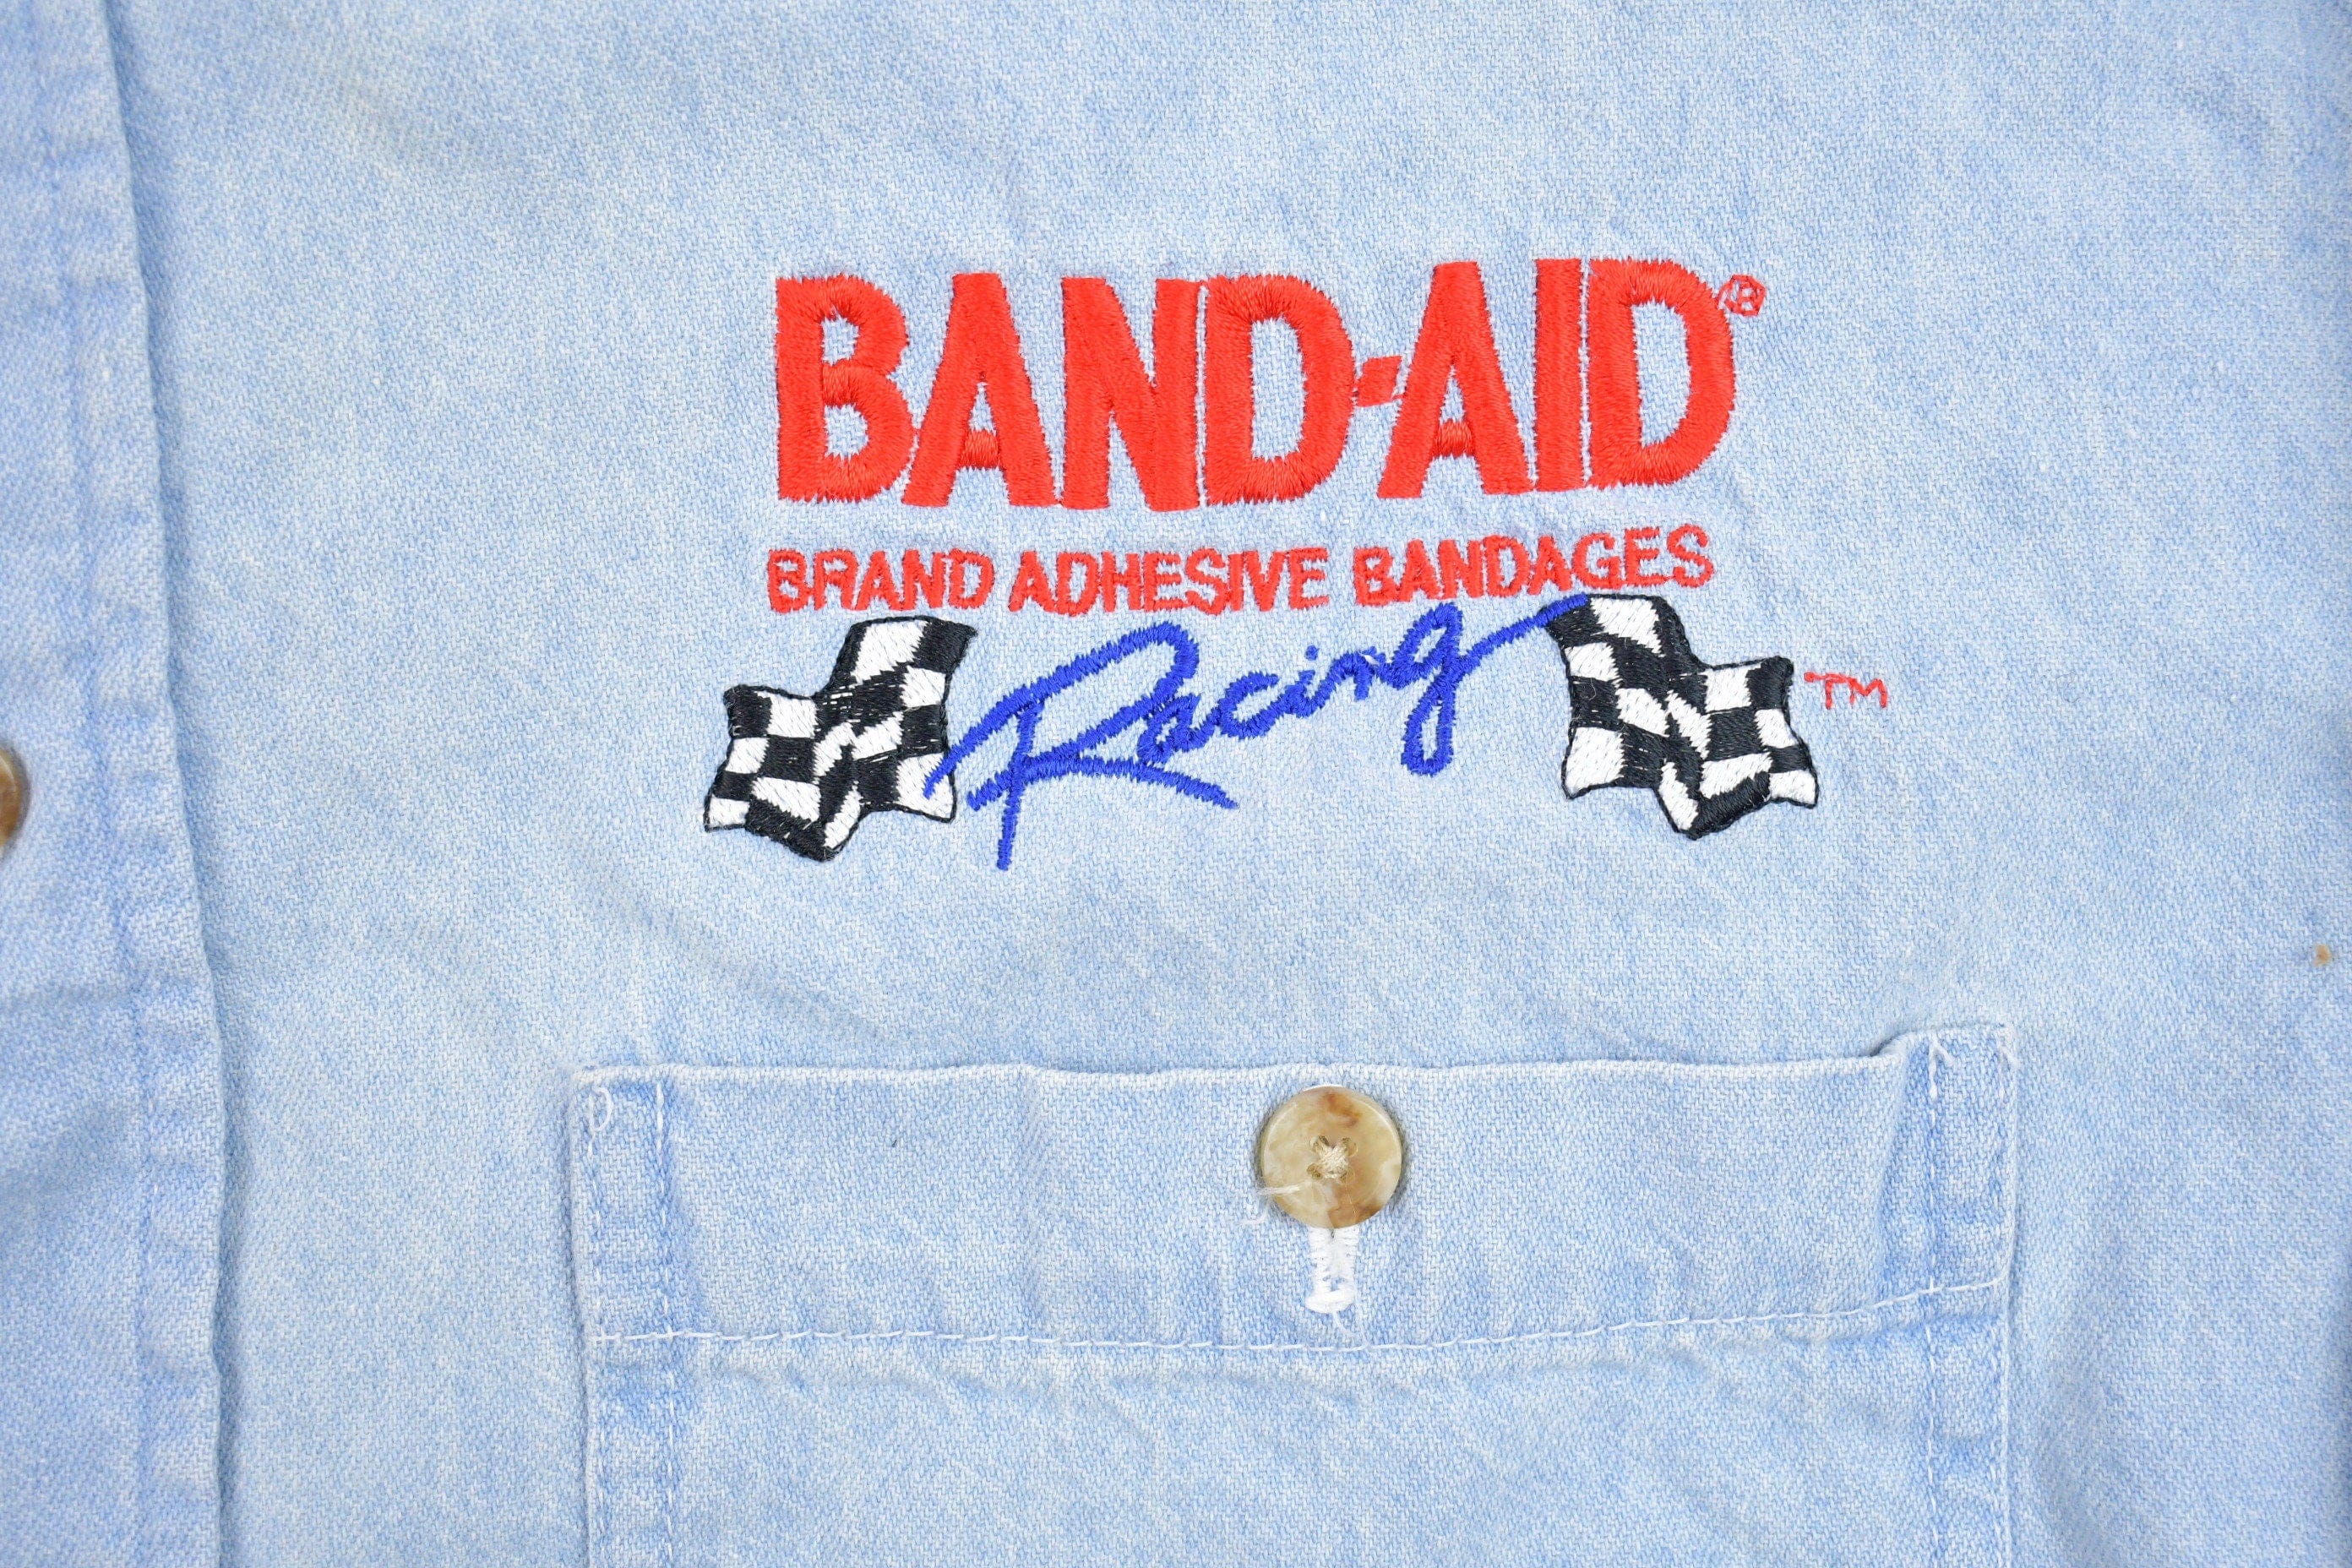 BAND-AID®
BRAND ADHESIVE BANDAGES
Racing™